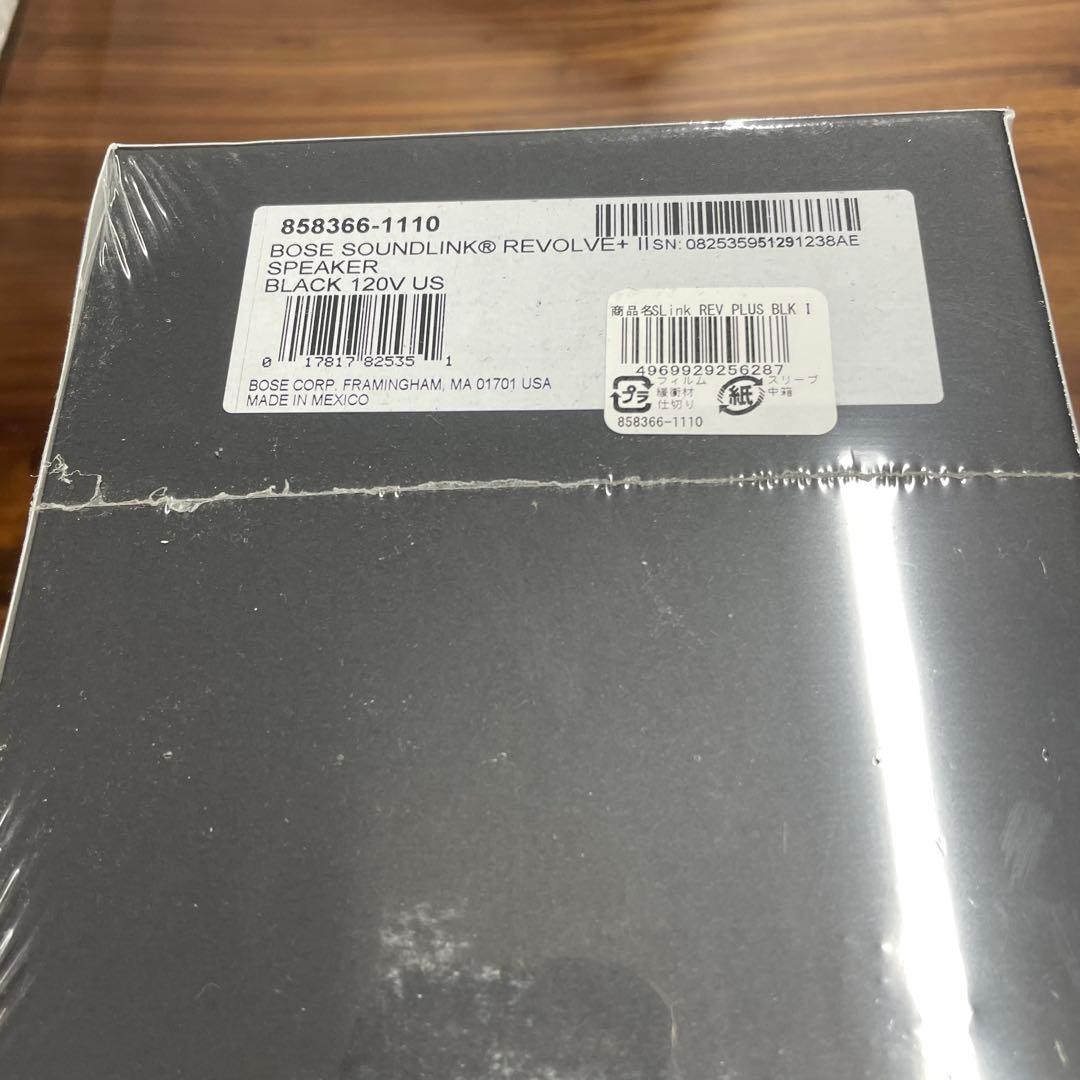 858366-1110
BOSE SOUNDLINK® REVOLVE+ II
SPEAKER
BLACK 120V US
SN: 082535951291238AE
0 17817 82535 1
BOSE CORP. FRAMINGHAM, MA 01701 USA
MADE IN MEXICO
商品名SLink REV PLUS BLK I
4969929256287
プラ
フィルム
緩衝材
仕切り
紙
スリーブ
中箱
858366-1110